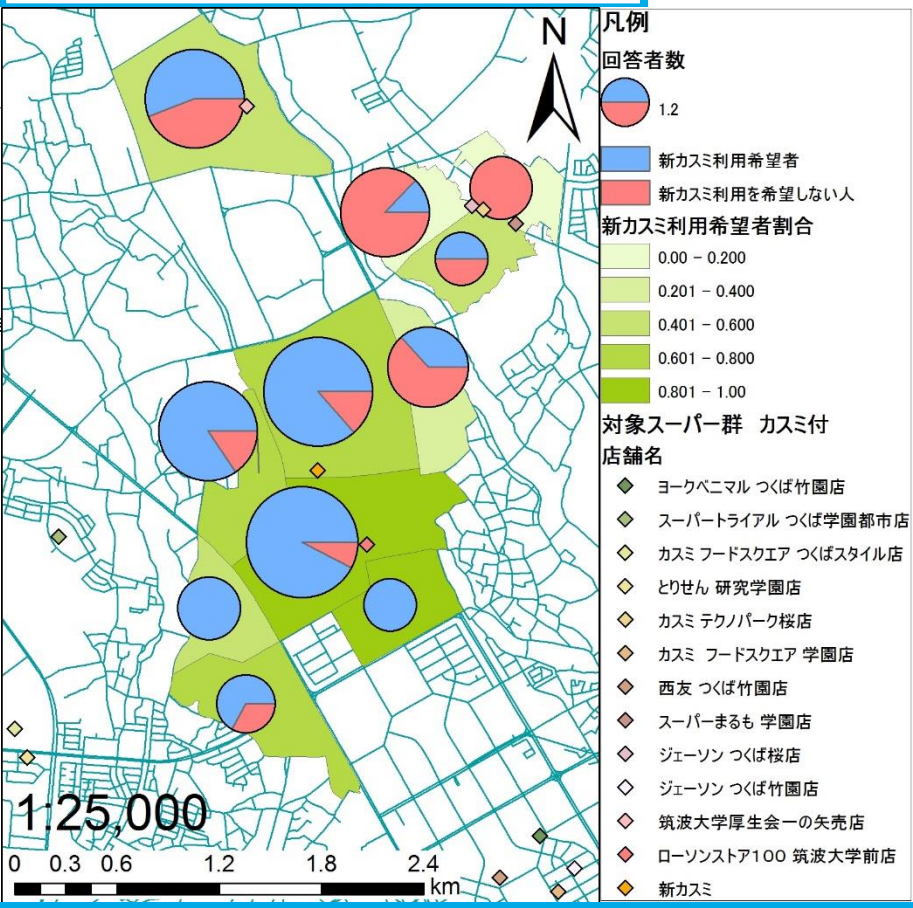 N
1:25,000
0 0.3 0.6 1.2 1.8 2.4
km
凡例
回答者数
1.2
新カスミ利用希望者
新カスミ利用を希望しない人
新カスミ利用希望者割合
0.00 - 0.200
0.201 - 0.400
0.401 - 0.600
0.601 - 0.800
0.801 - 1.00
対象スーパー群 カスミ付
店舗名
ヨークベニマル つくば竹園店
スーパートライアル つくば学園都市店
カスミ フードスクエア つくばスタイル店
とりせん 研究学園店
カスミ テクノパーク桜店
カスミ フードスクエア 学園店
西友 つくば竹園店
スーパーまるも 学園店
ジェーソン つくば桜店
ジェーソン つくば竹園店
筑波大学厚生会一の矢売店
ローソンストア100 筑波大学前店
新カスミ